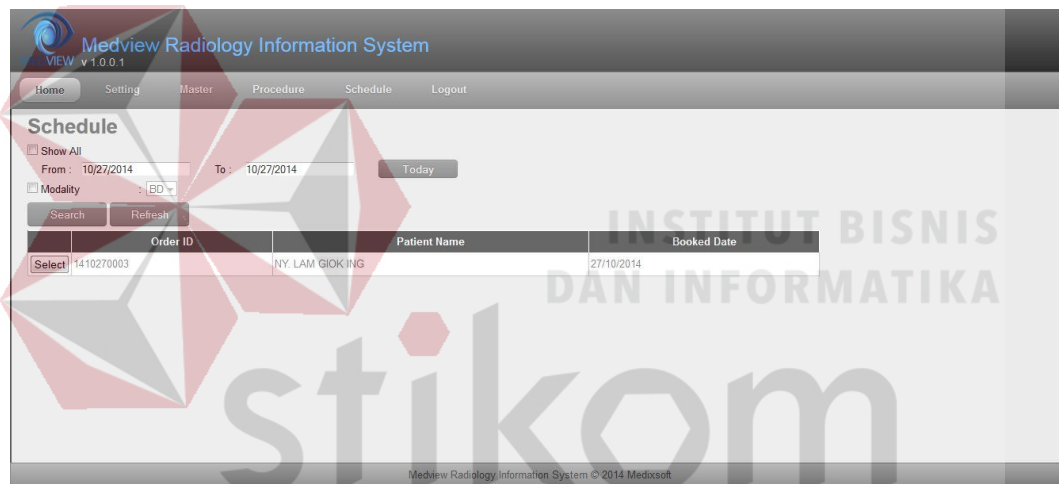 Medview Radiology Information System
VIEW v 1.0.0.1
Home Setting Master Procedure Schedule Logout
Schedule
Show All
From : 10/27/2014 To : 10/27/2014 Today
Modality : BD
Search Refresh
Order ID Patient Name Booked Date
Select 1410270003 NY. LAM GIOK ING 27/10/2014
INSTITUT BISNIS
DAN INFORMATIKA
stikom
Medview Radiology Information System © 2014 Medixsoft